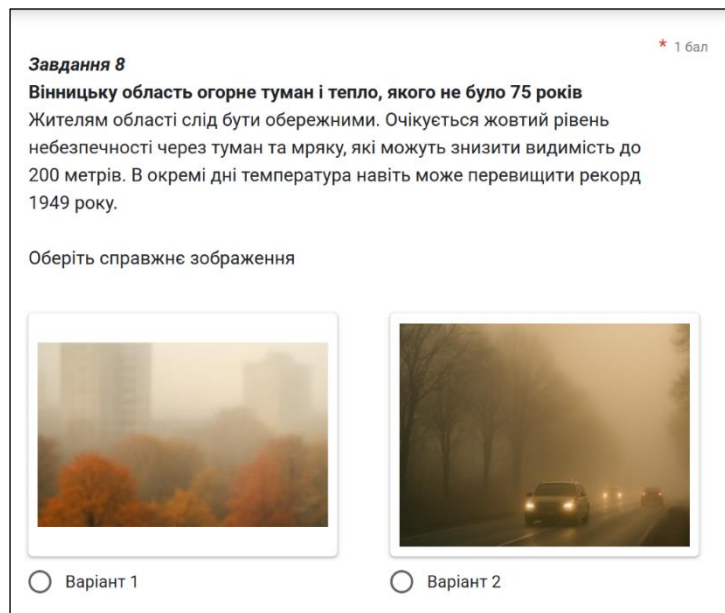 * 1 бал
Завдання 8
Вінницьку область огорне туман і тепло, якого не було 75 років
Жителям області слід бути обережними. Очікується жовтий рівень
небезпечності через туман та мряку, які можуть знизити видимість до
200 метрів. В окремі дні температура навіть може перевищити рекорд
1949 року.
Оберіть справжнє зображення
Варіант 1
Варіант 2